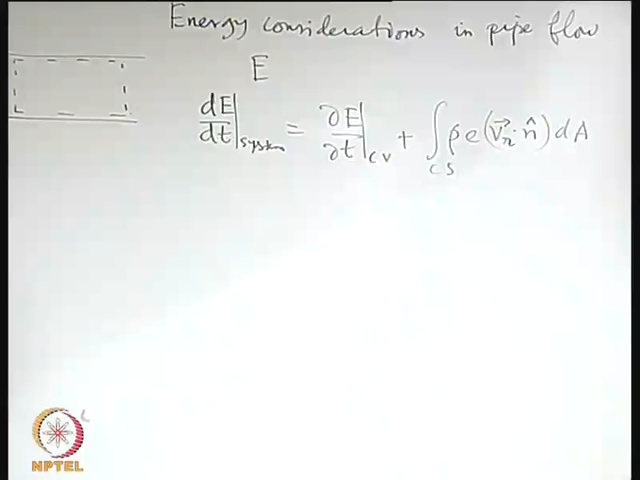 Energy considerations in pipe flow
E
dE/dt|system = ∂E/∂t|CV + ∫CS ρe(v⃗r·n̂)dA
NPTEL